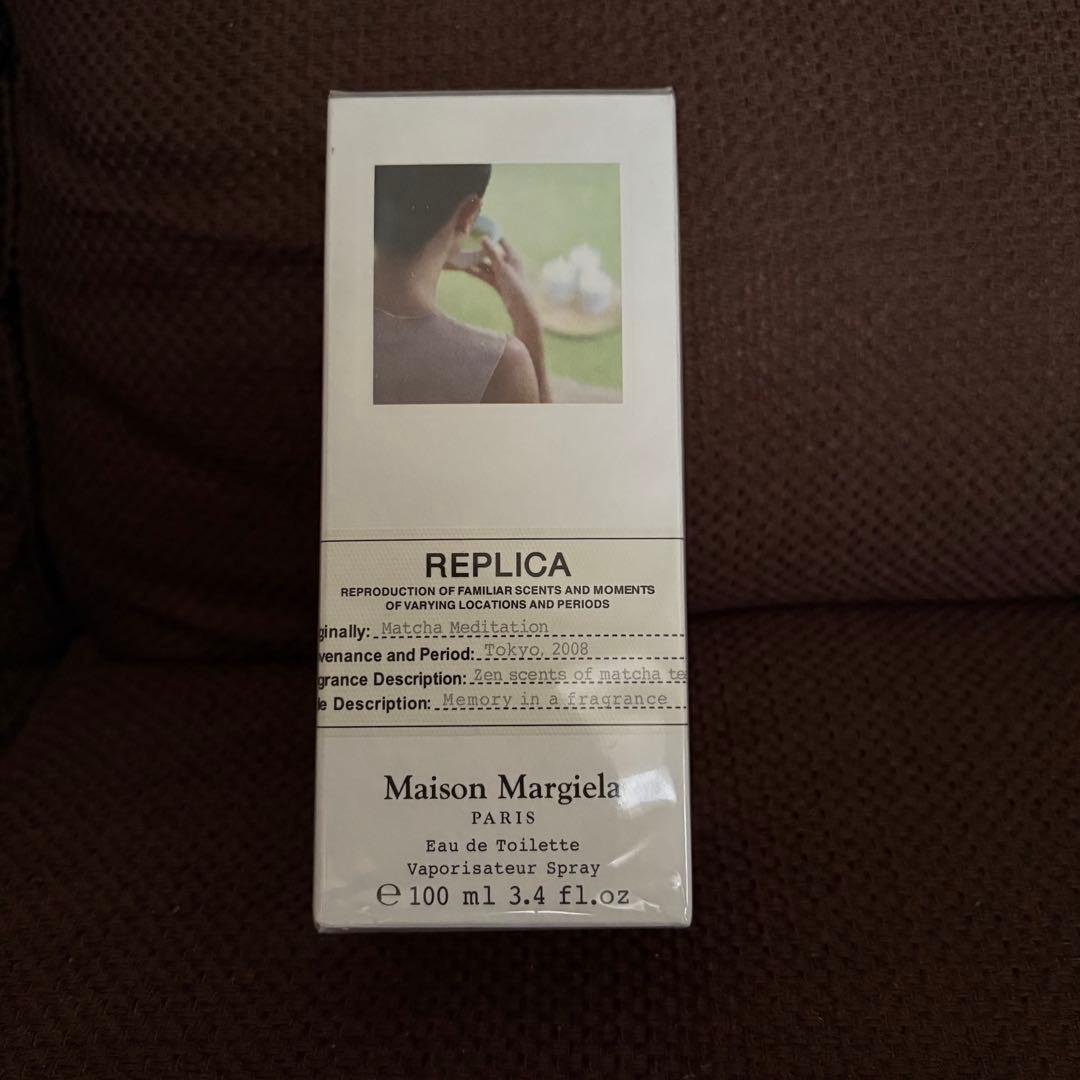 REPLICA
REPRODUCTION OF FAMILIAR SCENTS AND MOMENTS
OF VARYING LOCATIONS AND PERIODS
ginally: Matcha Meditation
venance and Period: Tokyo, 2008
grance Description: Zen scents of matcha te
le Description: Memory in a fragrance
Maison Margiela
PARIS
Eau de Toilette
Vaporisateur Spray
℮ 100 ml 3.4 fl.oz